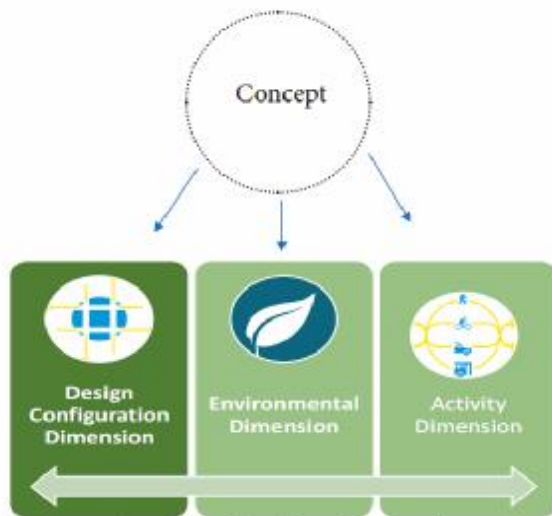 Concept
Design
Configuration
Dimension
Environmental
Dimension
Activity
Dimension